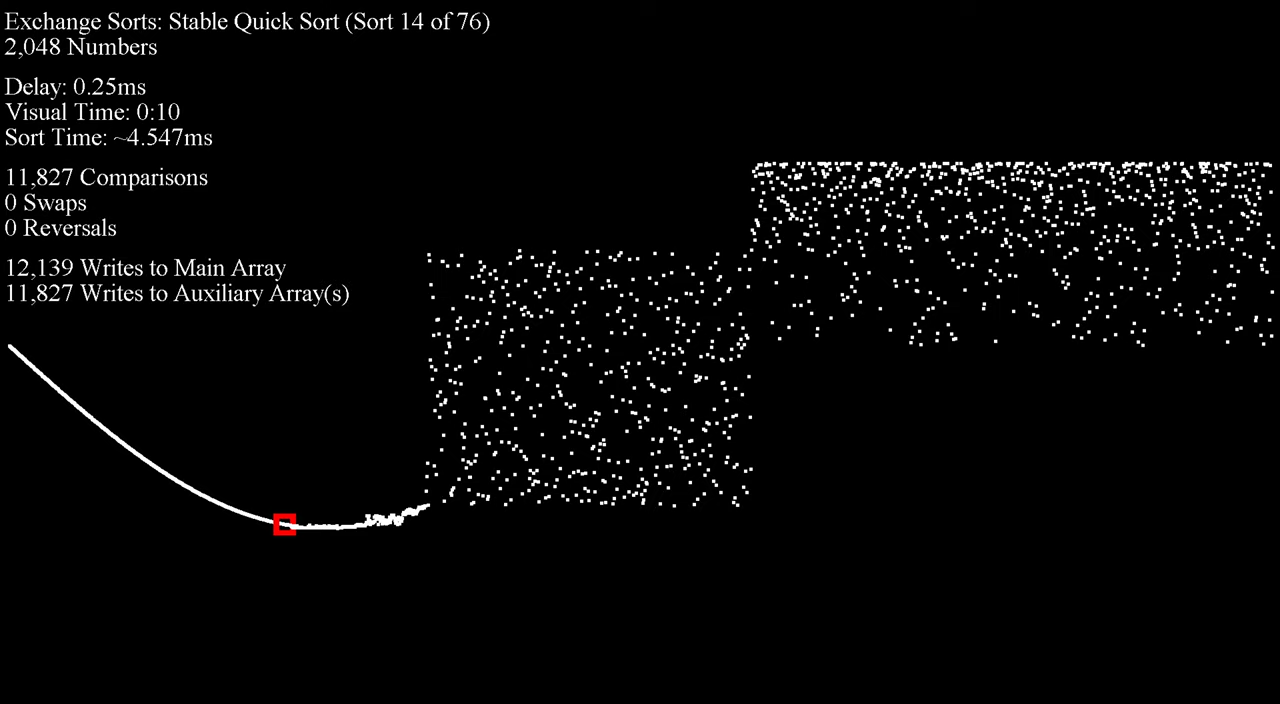 Exchange Sorts: Stable Quick Sort (Sort 14 of 76)
2,048 Numbers
Delay: 0.25ms
Visual Time: 0:10
Sort Time: ~4.547ms
11,827 Comparisons
0 Swaps
0 Reversals
12,139 Writes to Main Array
11,827 Writes to Auxiliary Array(s)